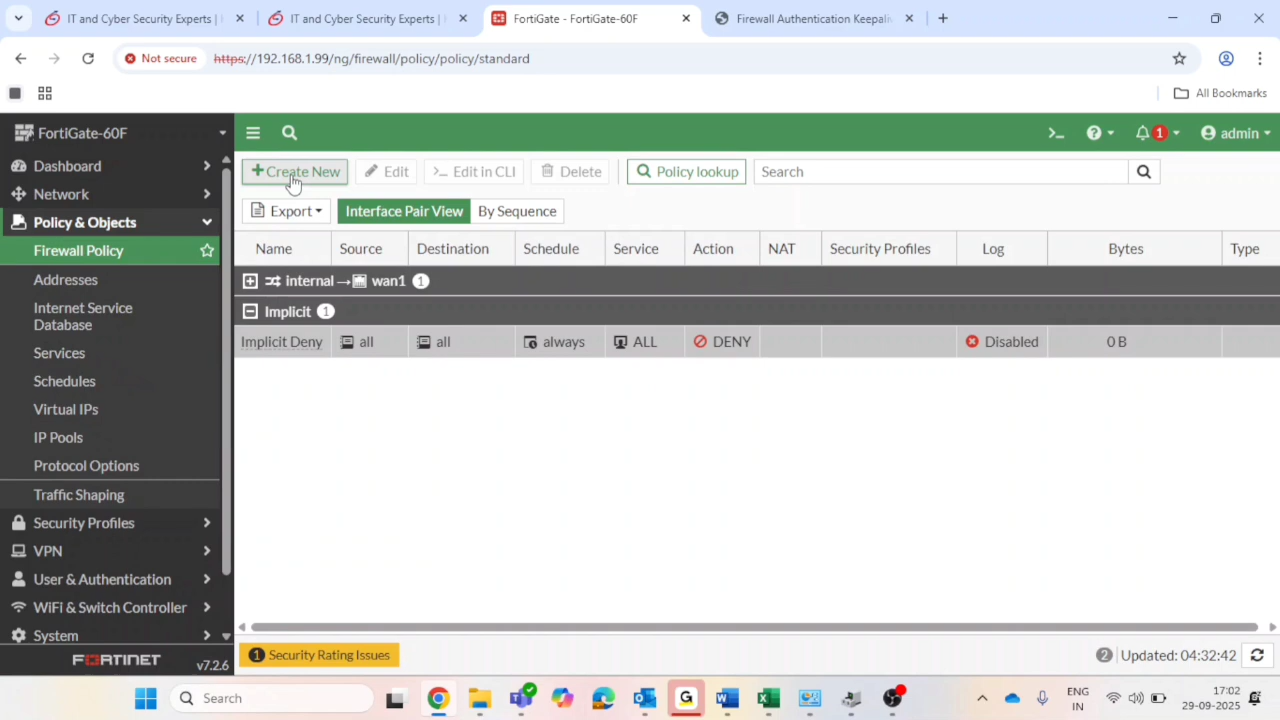 IT and Cyber Security Experts |
IT and Cyber Security Experts |
FortiGate - FortiGate-60F
Firewall Authentication Keepaliv
Not secure
https://192.168.1.99/ng/firewall/policy/policy/standard
All Bookmarks
FortiGate-60F
1
admin
Dashboard
Network
Policy & Objects
Firewall Policy
Addresses
Internet Service
Database
Services
Schedules
Virtual IPs
IP Pools
Protocol Options
Traffic Shaping
Security Profiles
VPN
User & Authentication
WiFi & Switch Controller
System
FORTINET v7.2.6
+Create New Edit >_ Edit in CLI Delete Policy lookup Search
Export Interface Pair View By Sequence
Name Source Destination Schedule Service Action NAT Security Profiles Log Bytes Type
internal → wan1 1
Implicit 1
Implicit Deny all all always ALL DENY Disabled 0 B
1 Security Rating Issues
2 Updated: 04:32:42
Search
ENG
IN
17:02
29-09-2025